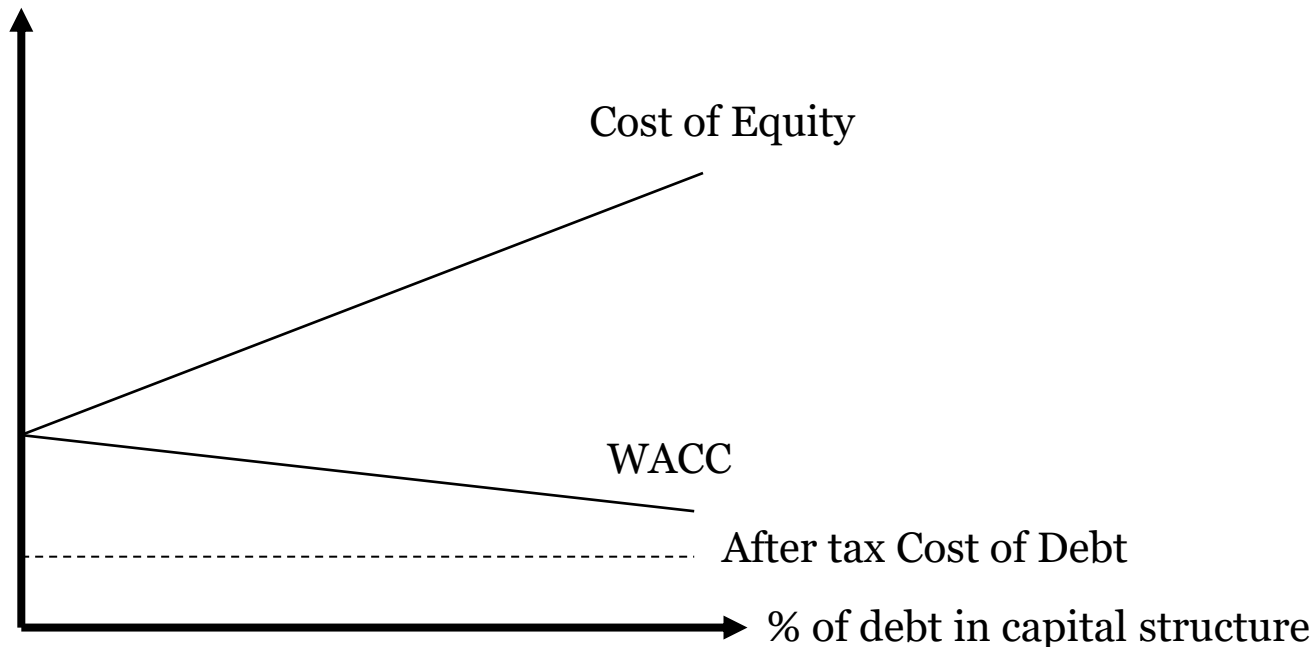 Cost of Equity
WACC
After tax Cost of Debt
% of debt in capital structure